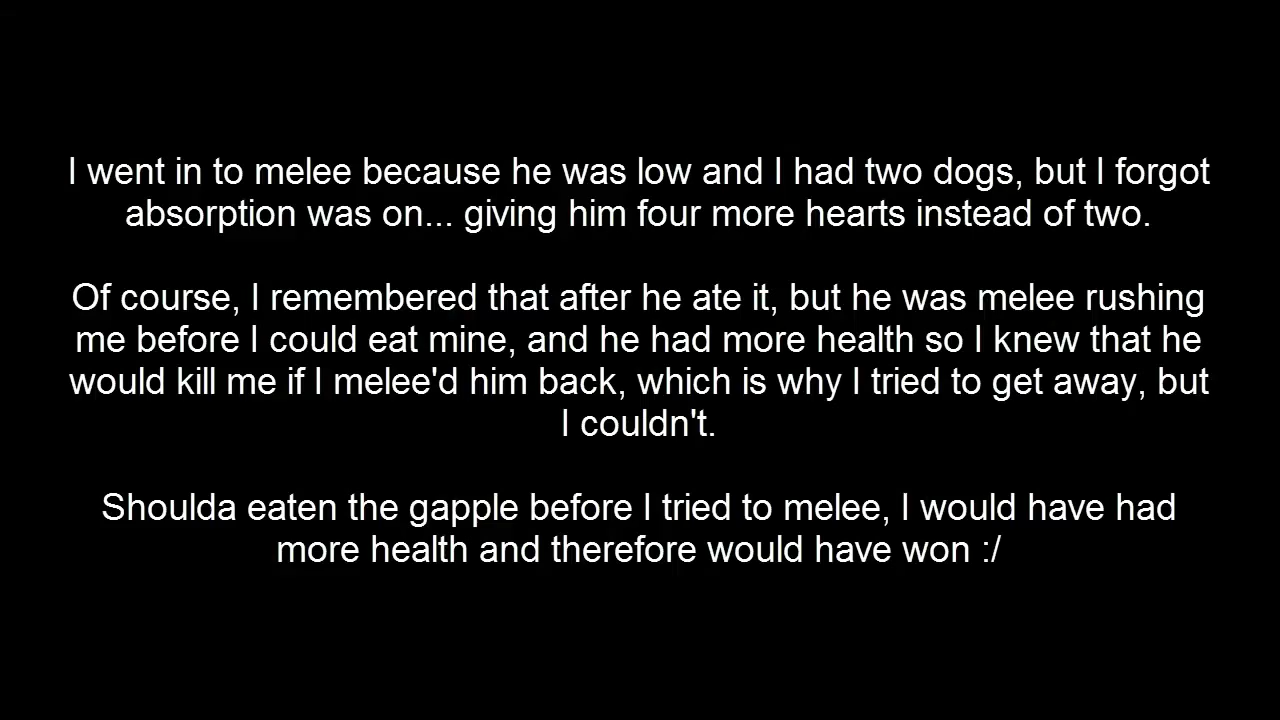 I went in to melee because he was low and I had two dogs, but I forgot
absorption was on... giving him four more hearts instead of two.
Of course, I remembered that after he ate it, but he was melee rushing
me before I could eat mine, and he had more health so I knew that he
would kill me if I melee'd him back, which is why I tried to get away, but
I couldn't.
Shoulda eaten the gapple before I tried to melee, I would have had
more health and therefore would have won :/